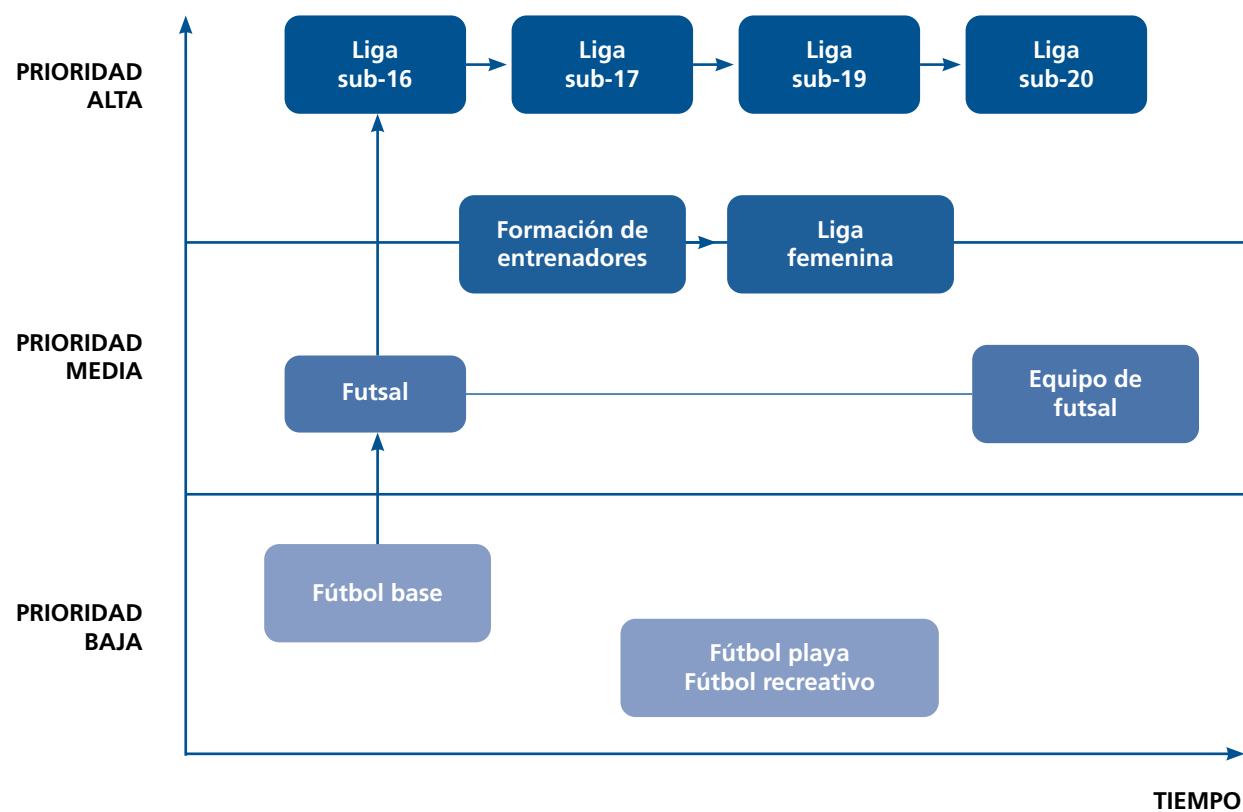 PRIORIDAD
ALTA
Liga
sub-16
Liga
sub-17
Liga
sub-19
Liga
sub-20
Formación de
entrenadores
Liga
femenina
PRIORIDAD
MEDIA
Futsal
Equipo de
futsal
PRIORIDAD
BAJA
Fútbol base
Fútbol playa
Fútbol recreativo
TIEMPO